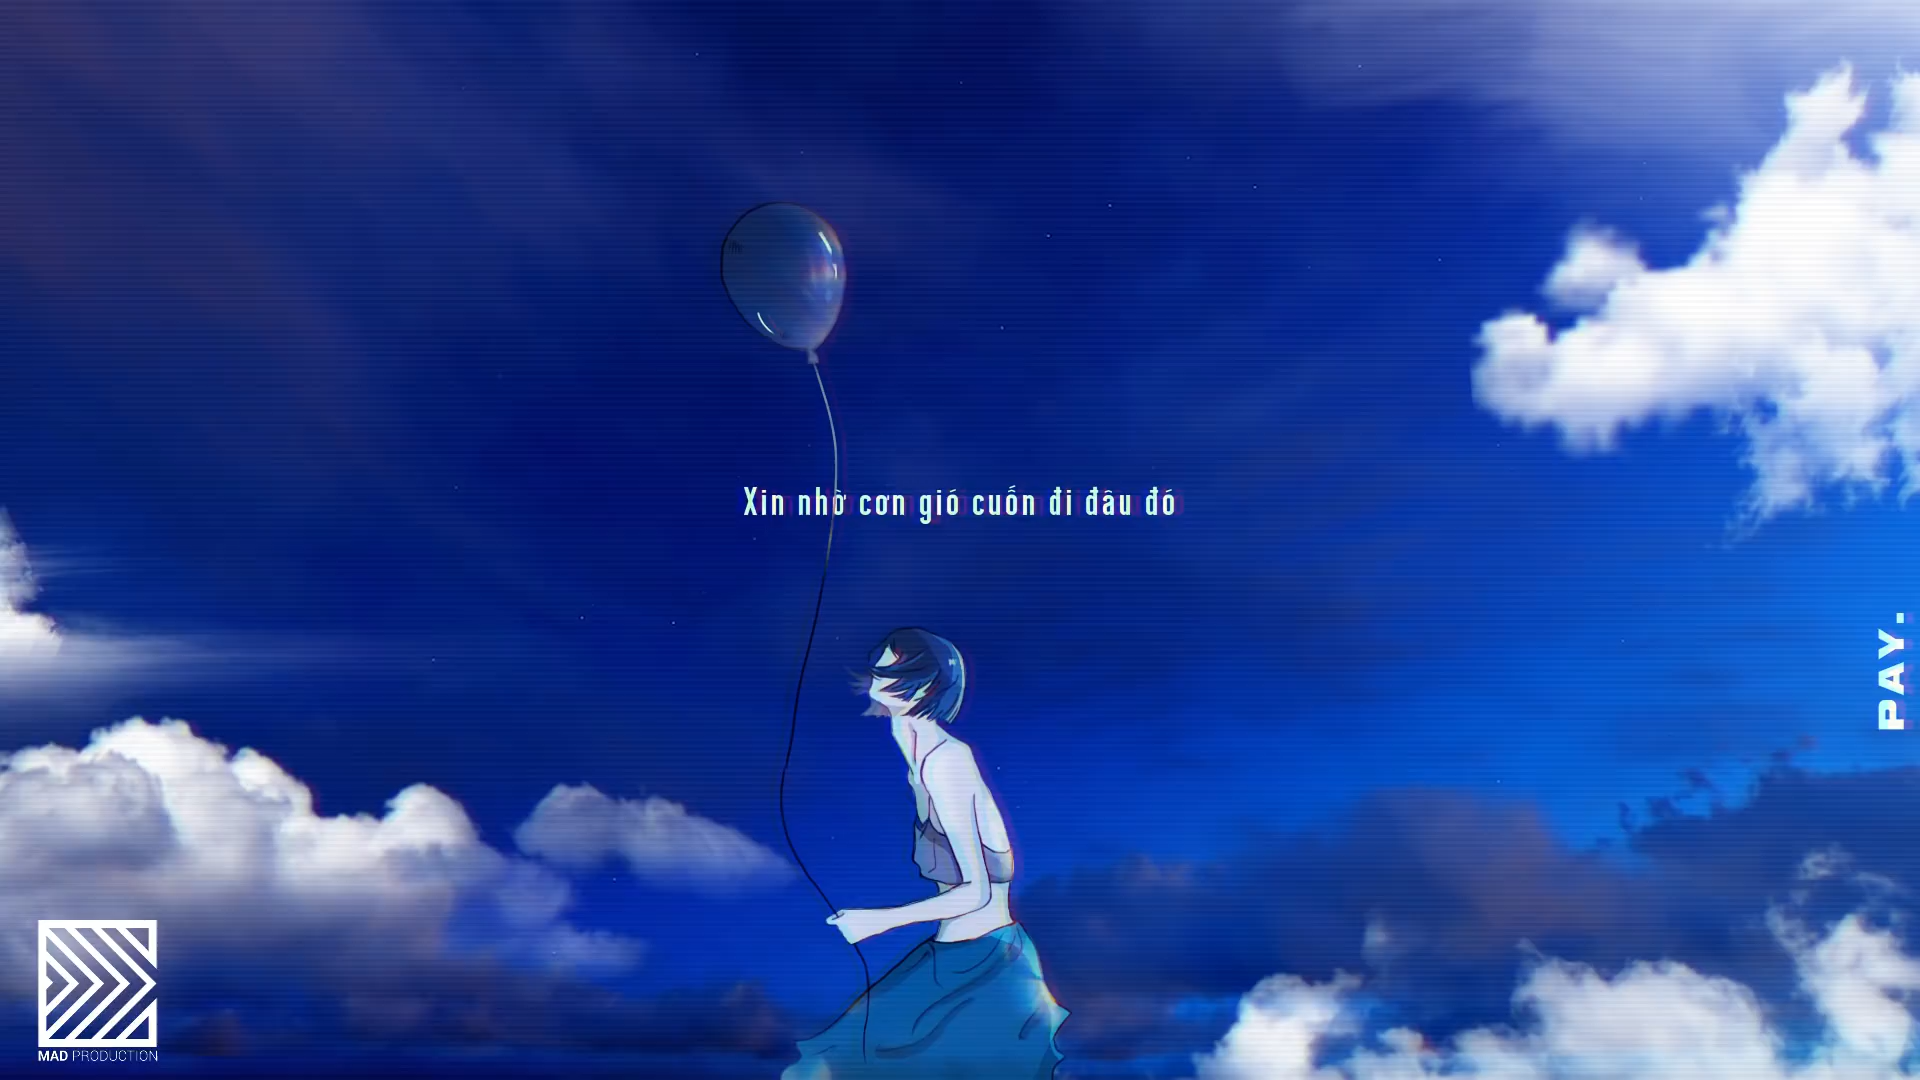 Xin nhờ cơn gió cuốn đi đâu đó
PAY.
MAD PRODUCTION